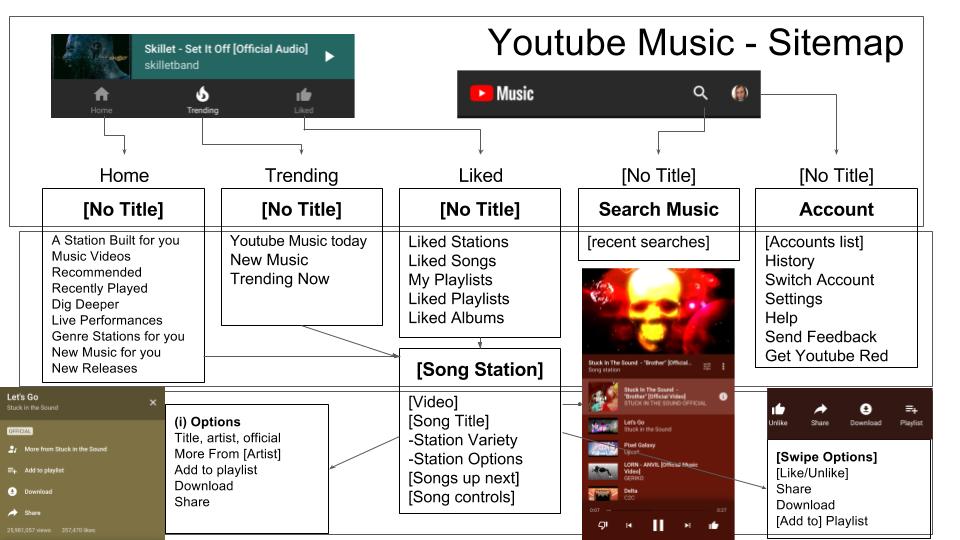 Youtube Music - Sitemap
Skillet - Set It Off [Official Audio]
skilletband
Home
Trending
Liked
Music
Home
Trending
Liked
[No Title]
[No Title]
[No Title]
[No Title]
[No Title]
Search Music
Account
A Station Built for you
Music Videos
Recommended
Recently Played
Dig Deeper
Live Performances
Genre Stations for you
New Music for you
New Releases
Youtube Music today
New Music
Trending Now
Liked Stations
Liked Songs
My Playlists
Liked Playlists
Liked Albums
[recent searches]
[Accounts list]
History
Switch Account
Settings
Help
Send Feedback
Get Youtube Red
[Song Station]
[Video]
[Song Title]
-Station Variety
-Station Options
[Songs up next]
[Song controls]
Let's Go
Stuck in the Sound
OFFICIAL
More from Stuck in the Sound
Add to playlist
Download
Share
25,981,057 views 357,470 likes
(i) Options
Title, artist, official
More From [Artist]
Add to playlist
Download
Share
Stuck In The Sound - "Brother" [Official...
Song station
Stuck In The Sound -
"Brother" [Official Video]
STUCK IN THE SOUND OFFICIAL
Let's Go
Stuck in the Sound
Pixel Galaxy
LORN - ANVIL [Official Music
Video]
GERIKO
Delta
C2C
0:07
0:27
Unlike
Share
Download
Playlist
[Swipe Options]
[Like/Unlike]
Share
Download
[Add to] Playlist